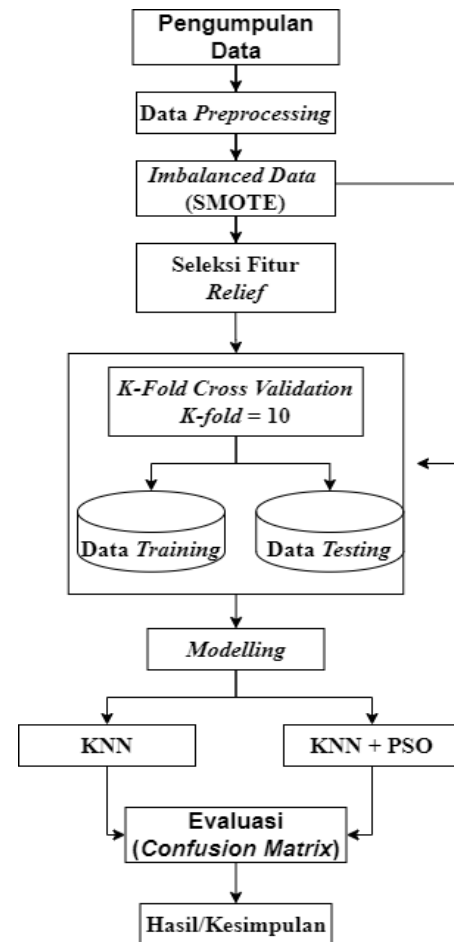 Pengumpulan
Data
Data Preprocessing
Imbalanced Data
(SMOTE)
Seleksi Fitur
Relief
K-Fold Cross Validation
K-fold = 10
Data Training
Data Testing
Modelling
KNN
KNN + PSO
Evaluasi
(Confusion Matrix)
Hasil/Kesimpulan